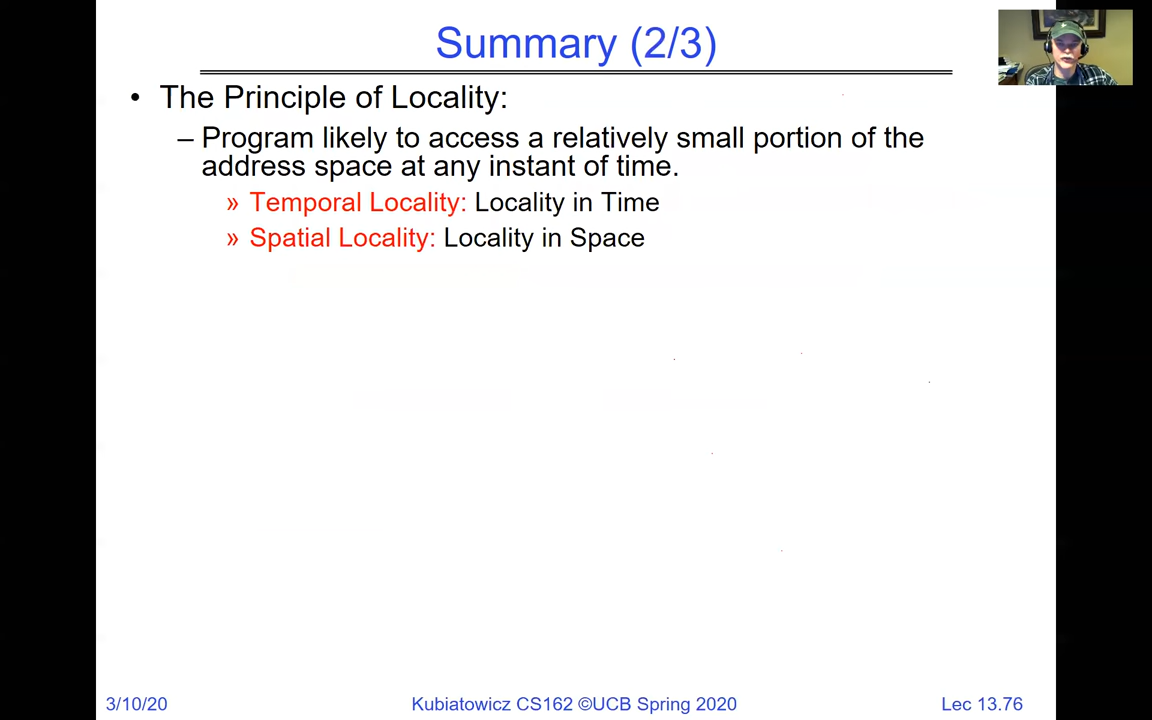 Summary (2/3)
• The Principle of Locality:
– Program likely to access a relatively small portion of the
address space at any instant of time.
» Temporal Locality: Locality in Time
» Spatial Locality: Locality in Space
3/10/20
Kubiatowicz CS162 ©UCB Spring 2020
Lec 13.76